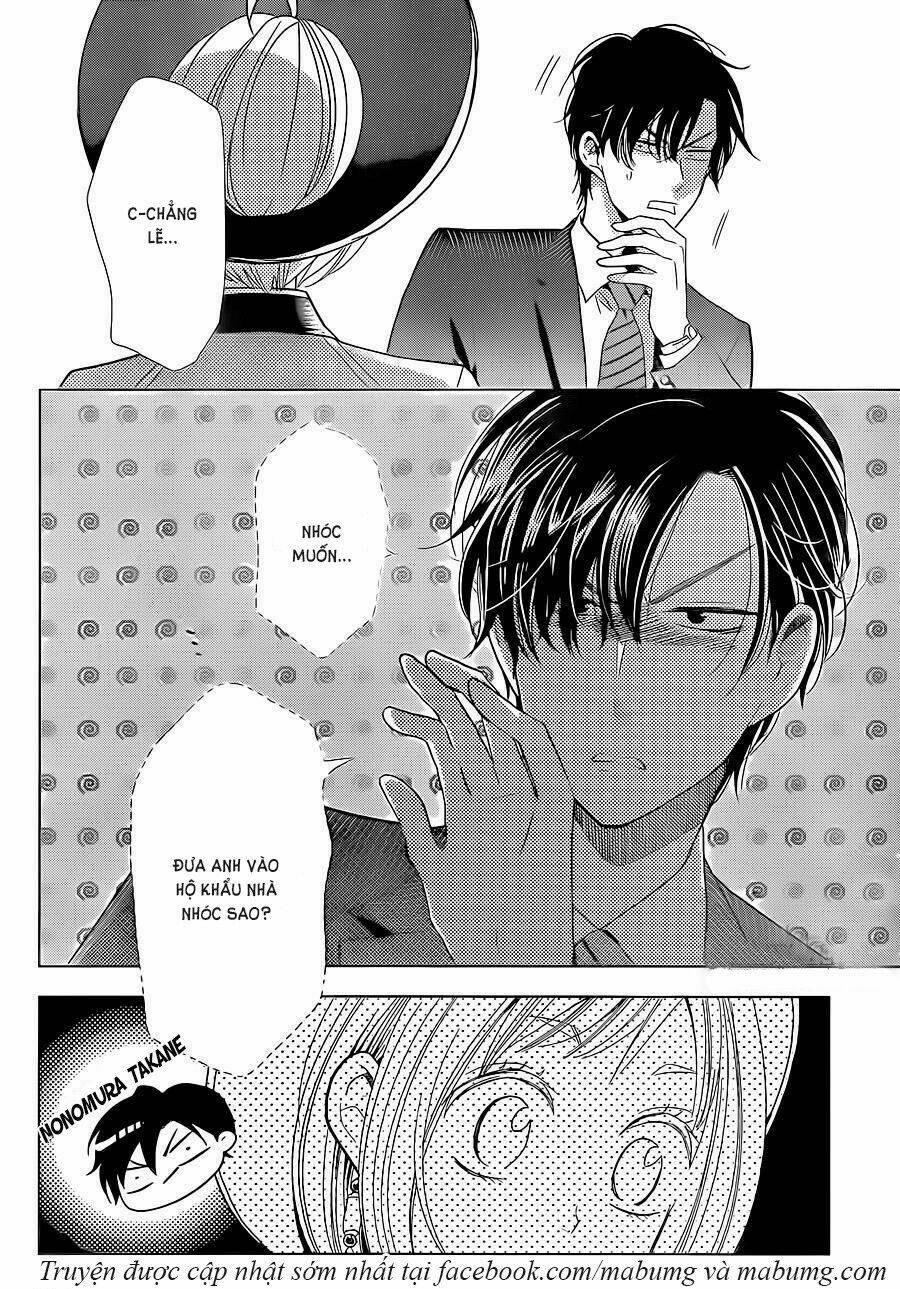 C-CHẲNG
LẼ...
NHÓC
MUỐN...
ĐƯA ANH VÀO
HỘ KHẨU NHÀ
NHÓC SAO?
NONOMURA TAKANE
Truyện được cập nhật sớm nhất tại facebook.com/mabumg và mabumg.com